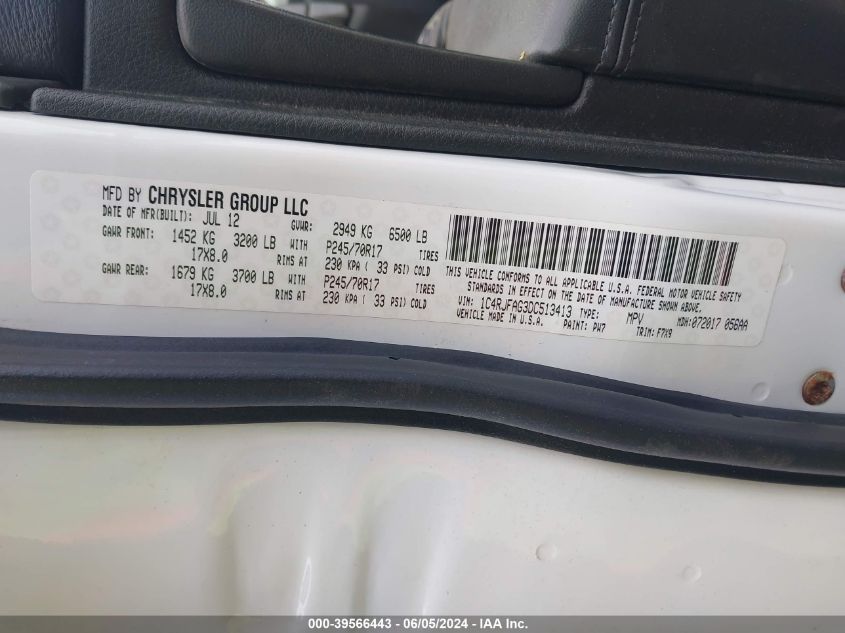 MFD BY CHRYSLER GROUP LLC
DATE OF MFR(BUILT): JUL 12 GVWR: 2949 KG 6500 LB
GAWR FRONT: 1452 KG 3200 LB WITH P245/70R17 TIRES
17X8.0 RIMS AT 230 KPA ( 33 PSI) COLD
GAWR REAR: 1679 KG 3700 LB WITH P245/70R17 TIRES
17X8.0 RIMS AT 230 KPA ( 33 PSI) COLD
THIS VEHICLE CONFORMS TO ALL APPLICABLE U.S.A. FEDERAL MOTOR VEHICLE SAFETY
STANDARDS IN EFFECT ON THE DATE OF MANUFACTURE SHOWN ABOVE.
VIN: 1C4RJFAG3DC513413 TYPE: MPV MDH:072017 056AA
VEHICLE MADE IN U.S.A. PAINT: PW7 TRIM: F7X9
000-39566443 - 06/05/2024 - IAA Inc.